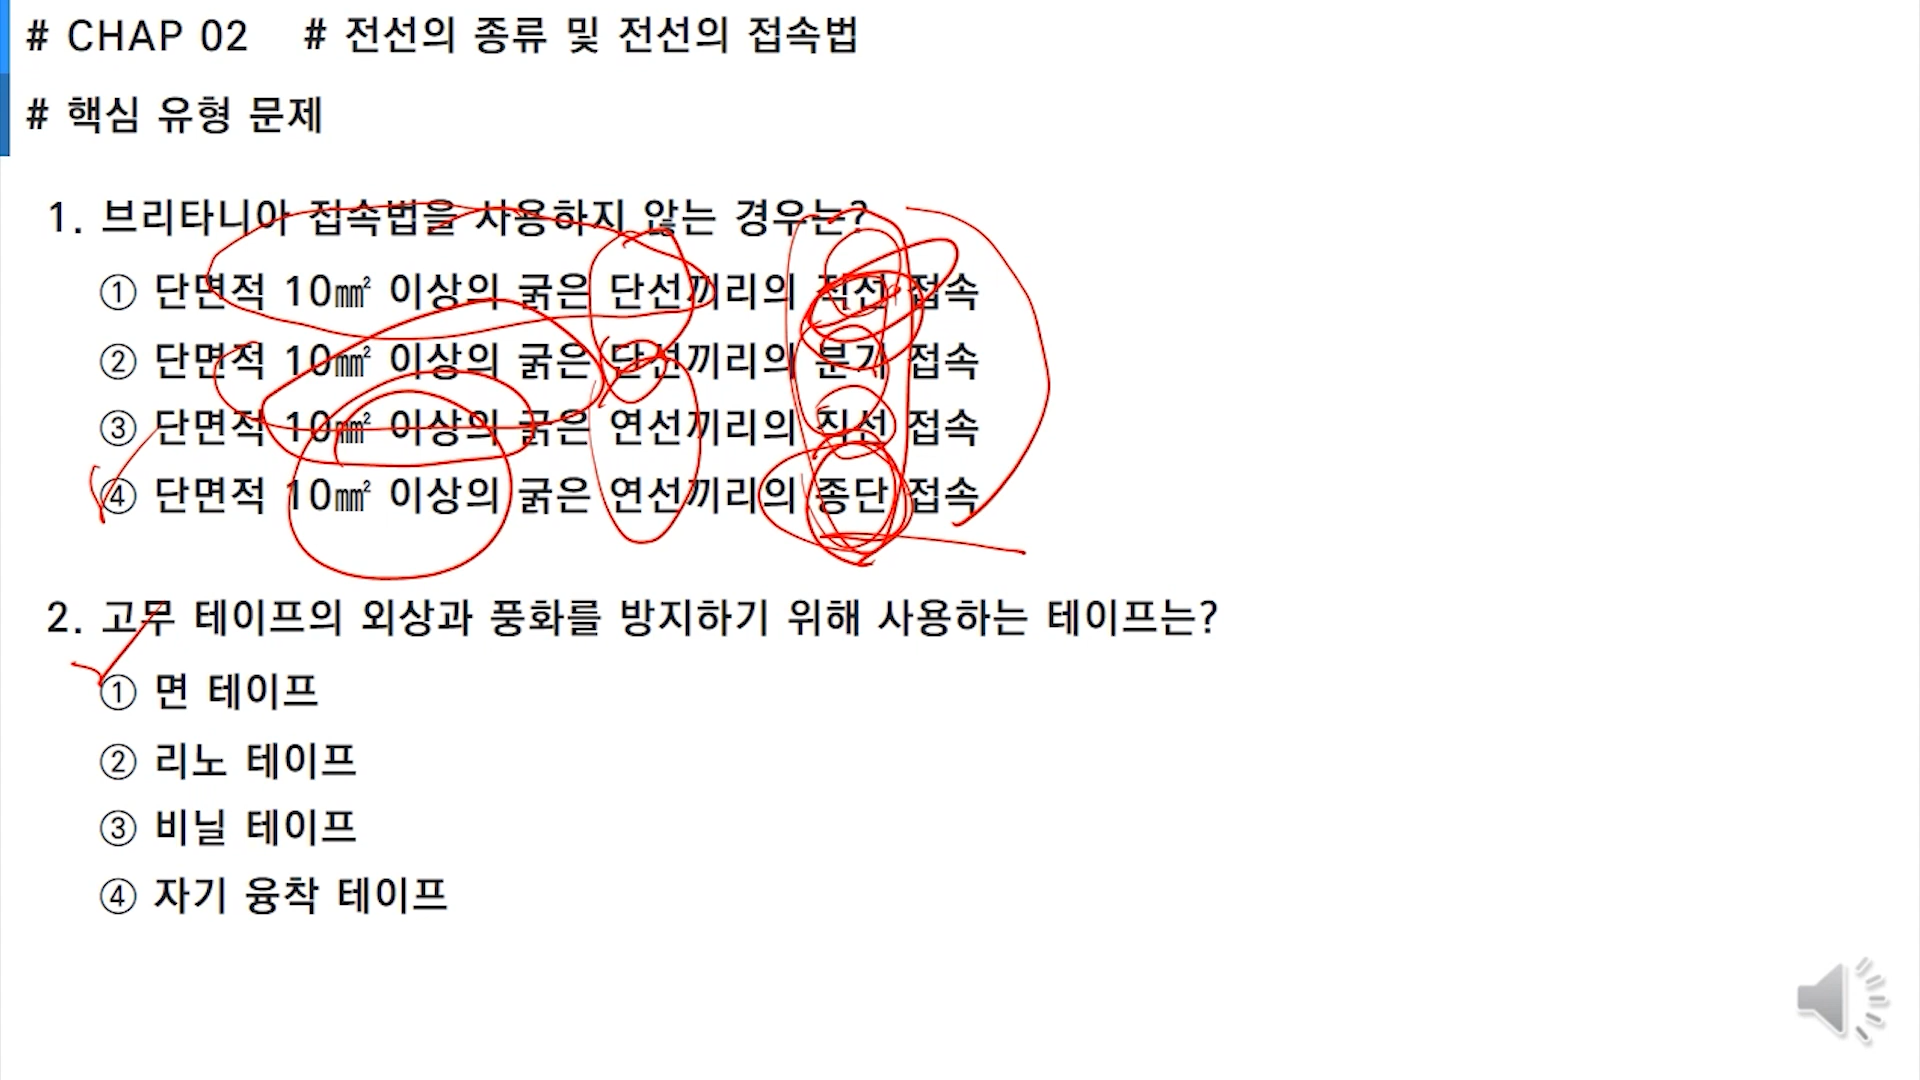 # CHAP 02 # 전선의 종류 및 전선의 접속법
# 핵심 유형 문제
1. 브리타니아 접속법을 사용하지 않는 경우는?
① 단면적 10㎟ 이상의 굵은 단선끼리의 직선 접속
② 단면적 10㎟ 이상의 굵은 단선끼리의 분기 접속
③ 단면적 10㎟ 이상의 굵은 연선끼리의 직선 접속
④ 단면적 10㎟ 이상의 굵은 연선끼리의 종단 접속
2. 고무 테이프의 외상과 풍화를 방지하기 위해 사용하는 테이프는?
① 면 테이프
② 리노 테이프
③ 비닐 테이프
④ 자기 융착 테이프